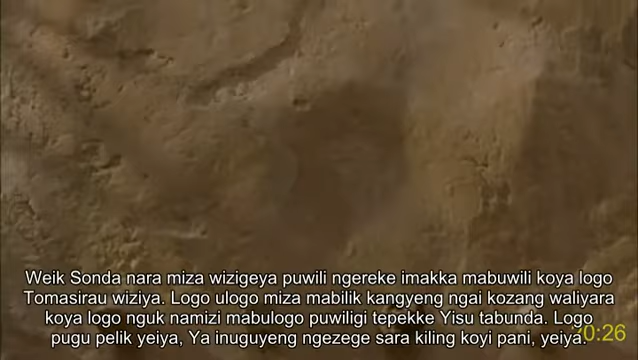 Weik Sonda nara miza wizigeya puwili ngereke imakka mabuwili koya logo
Tomasirau wiziya. Logo ulogo miza mabilik kangyeng ngai kozang waliyara
koya logo nguk namizi mabulogo puwiligi tepekke Yisu tabunda. Logo
pugu pelik yeiya, Ya inuguyeng ngezege sara kiling koyi pani, yeiya.
0:26